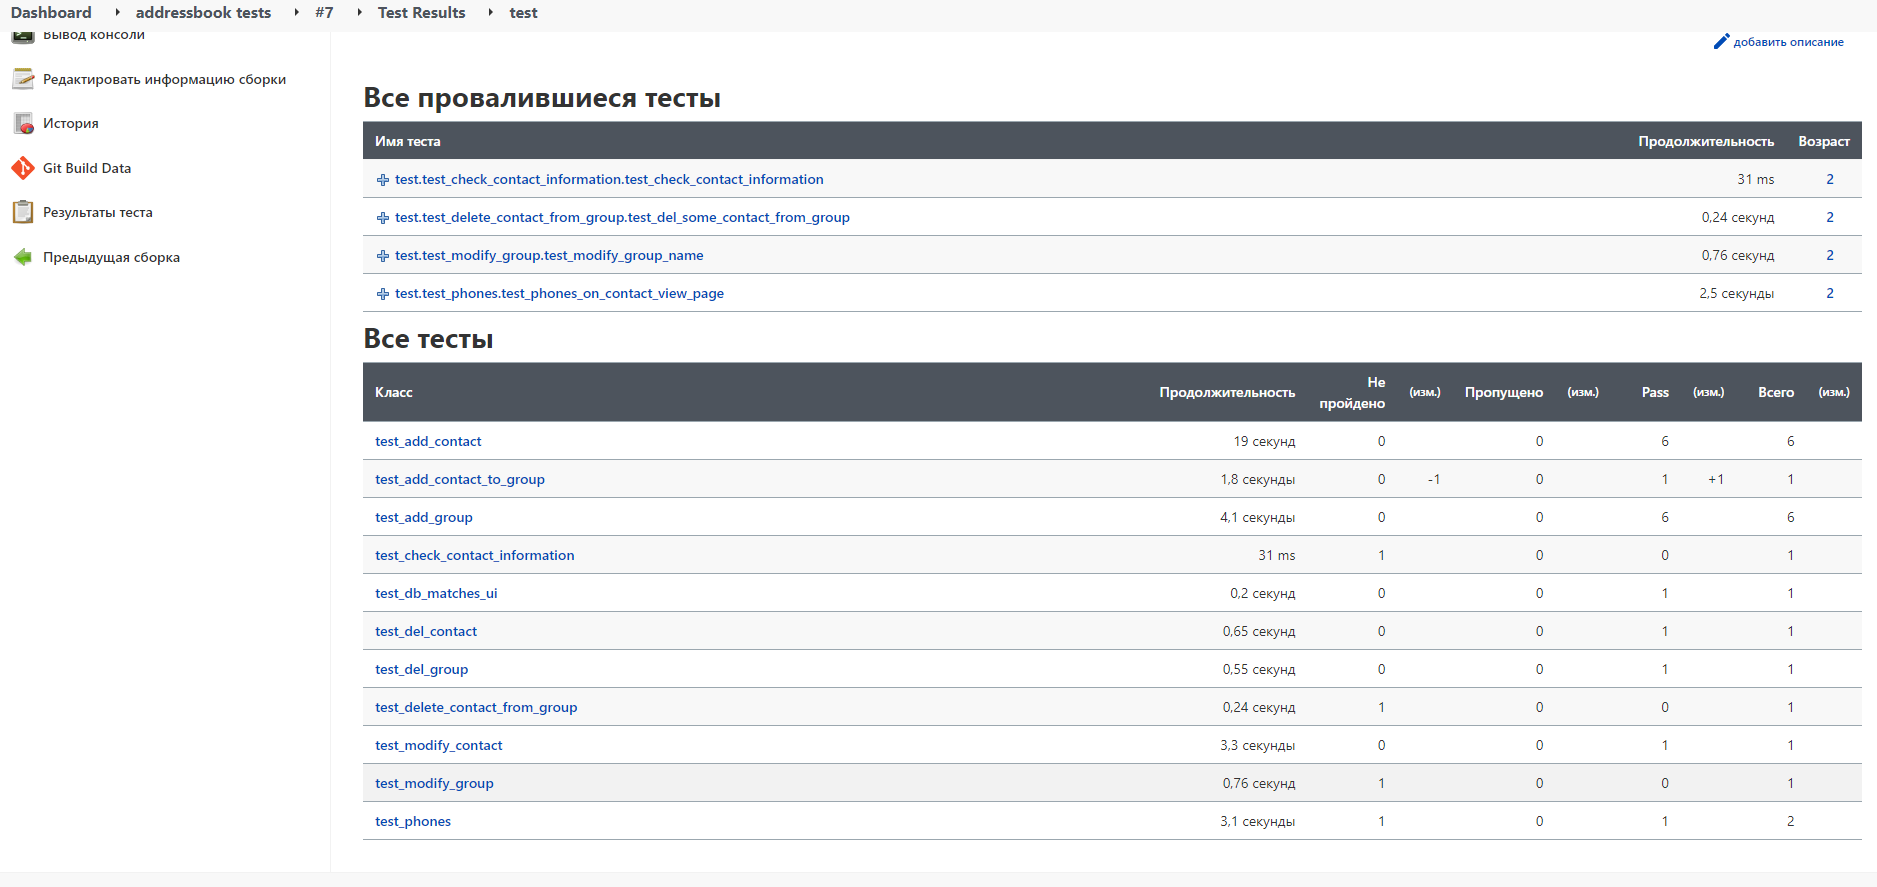 Dashboard addressbook tests #7 Test Results test
Вывод консоли
добавить описание
Редактировать информацию сборки
История
Git Build Data
Результаты теста
Предыдущая сборка
Все провалившиеся тесты
Имя теста Продолжительность Возраст
test.test_check_contact_information.test_check_contact_information 31 ms 2
test.test_delete_contact_from_group.test_del_some_contact_from_group 0,24 секунд 2
test.test_modify_group.test_modify_group_name 0,76 секунд 2
test.test_phones.test_phones_on_contact_view_page 2,5 секунды 2
Все тесты
Класс Продолжительность Не пройдено (изм.) Пропущено (изм.) Pass (изм.) Всего (изм.)
test_add_contact 19 секунд 0 0 6 6
test_add_contact_to_group 1,8 секунды 0 -1 0 1 +1 1
test_add_group 4,1 секунды 0 0 6 6
test_check_contact_information 31 ms 1 0 0 1
test_db_matches_ui 0,2 секунд 0 0 1 1
test_del_contact 0,65 секунд 0 0 1 1
test_del_group 0,55 секунд 0 0 1 1
test_delete_contact_from_group 0,24 секунд 1 0 0 1
test_modify_contact 3,3 секунды 0 0 1 1
test_modify_group 0,76 секунд 1 0 0 1
test_phones 3,1 секунды 1 0 1 2